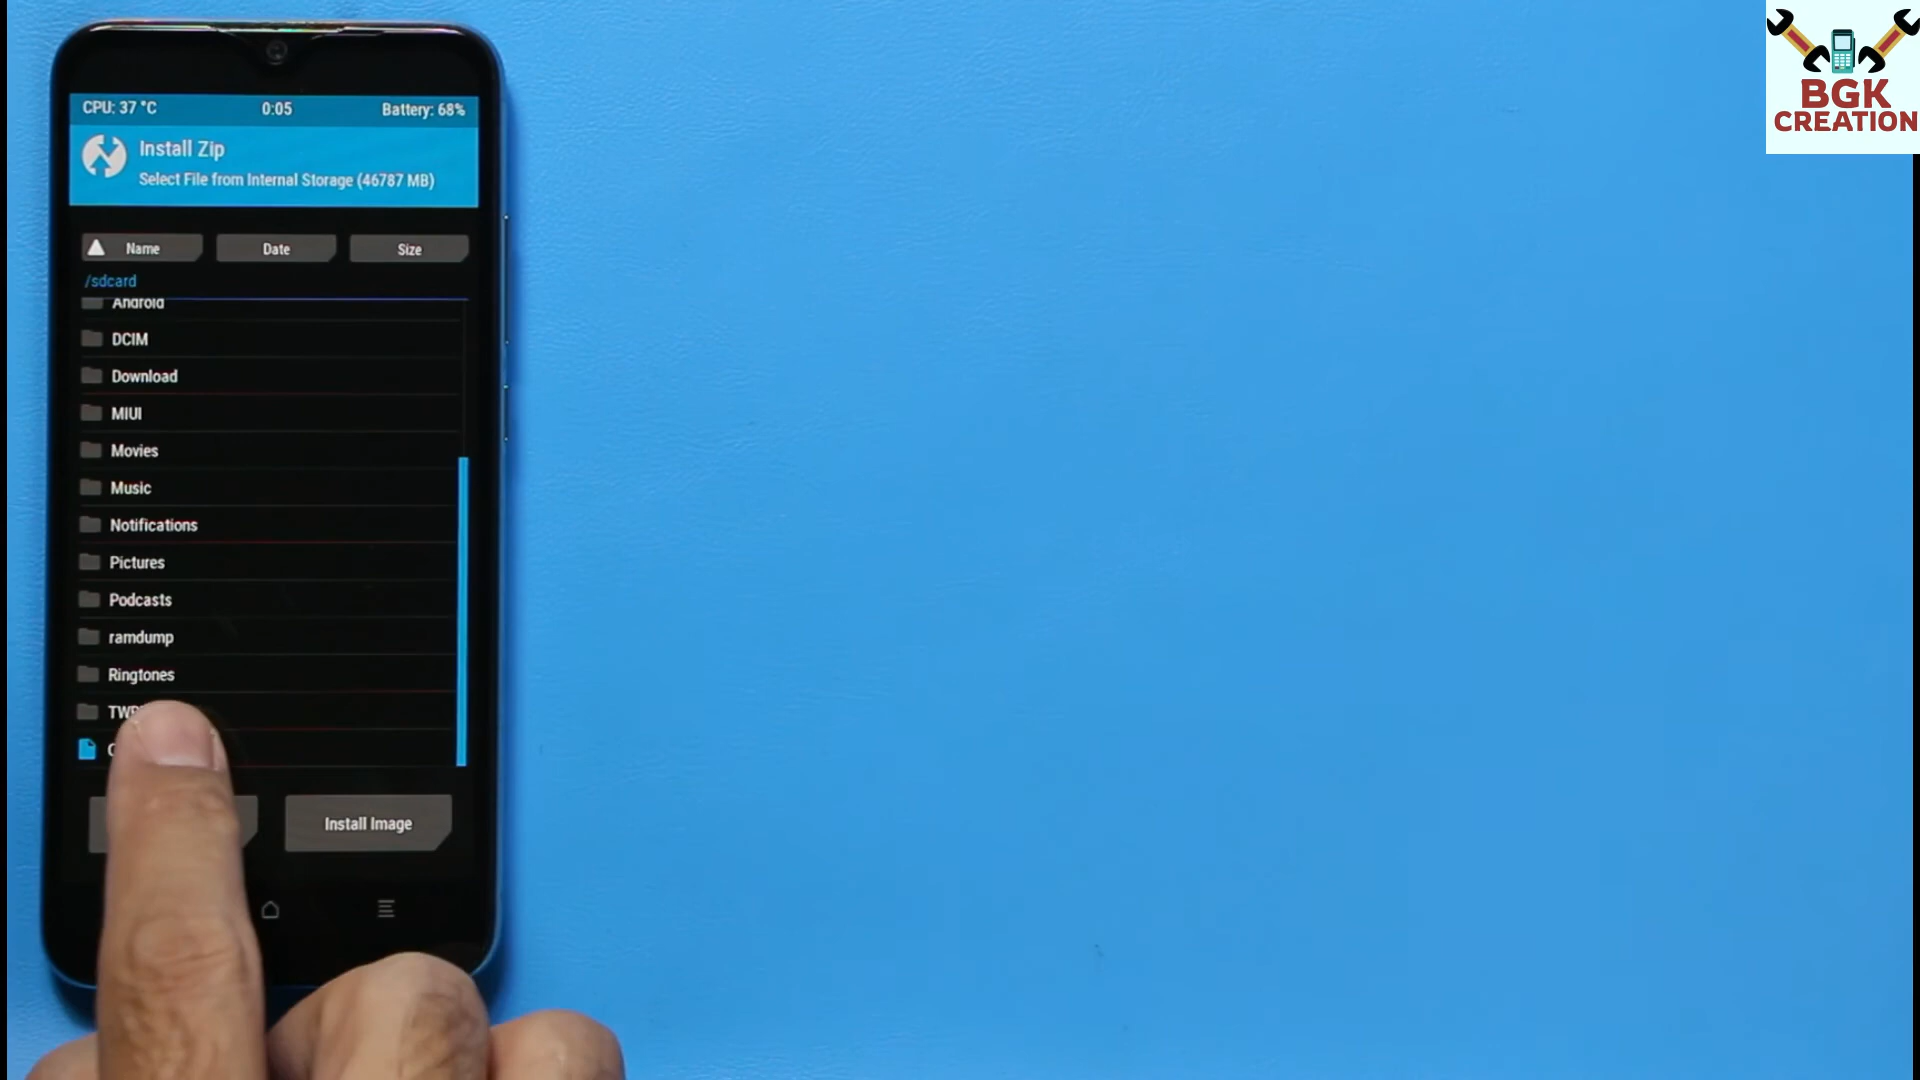 CPU: 37 °C 0:05 Battery: 68%
Install Zip
Select File from Internal Storage (46787 MB)
Name Date Size
/sdcard
Android
DCIM
Download
MIUI
Movies
Music
Notifications
Pictures
Podcasts
ramdump
Ringtones
Install Image
BGK
CREATION